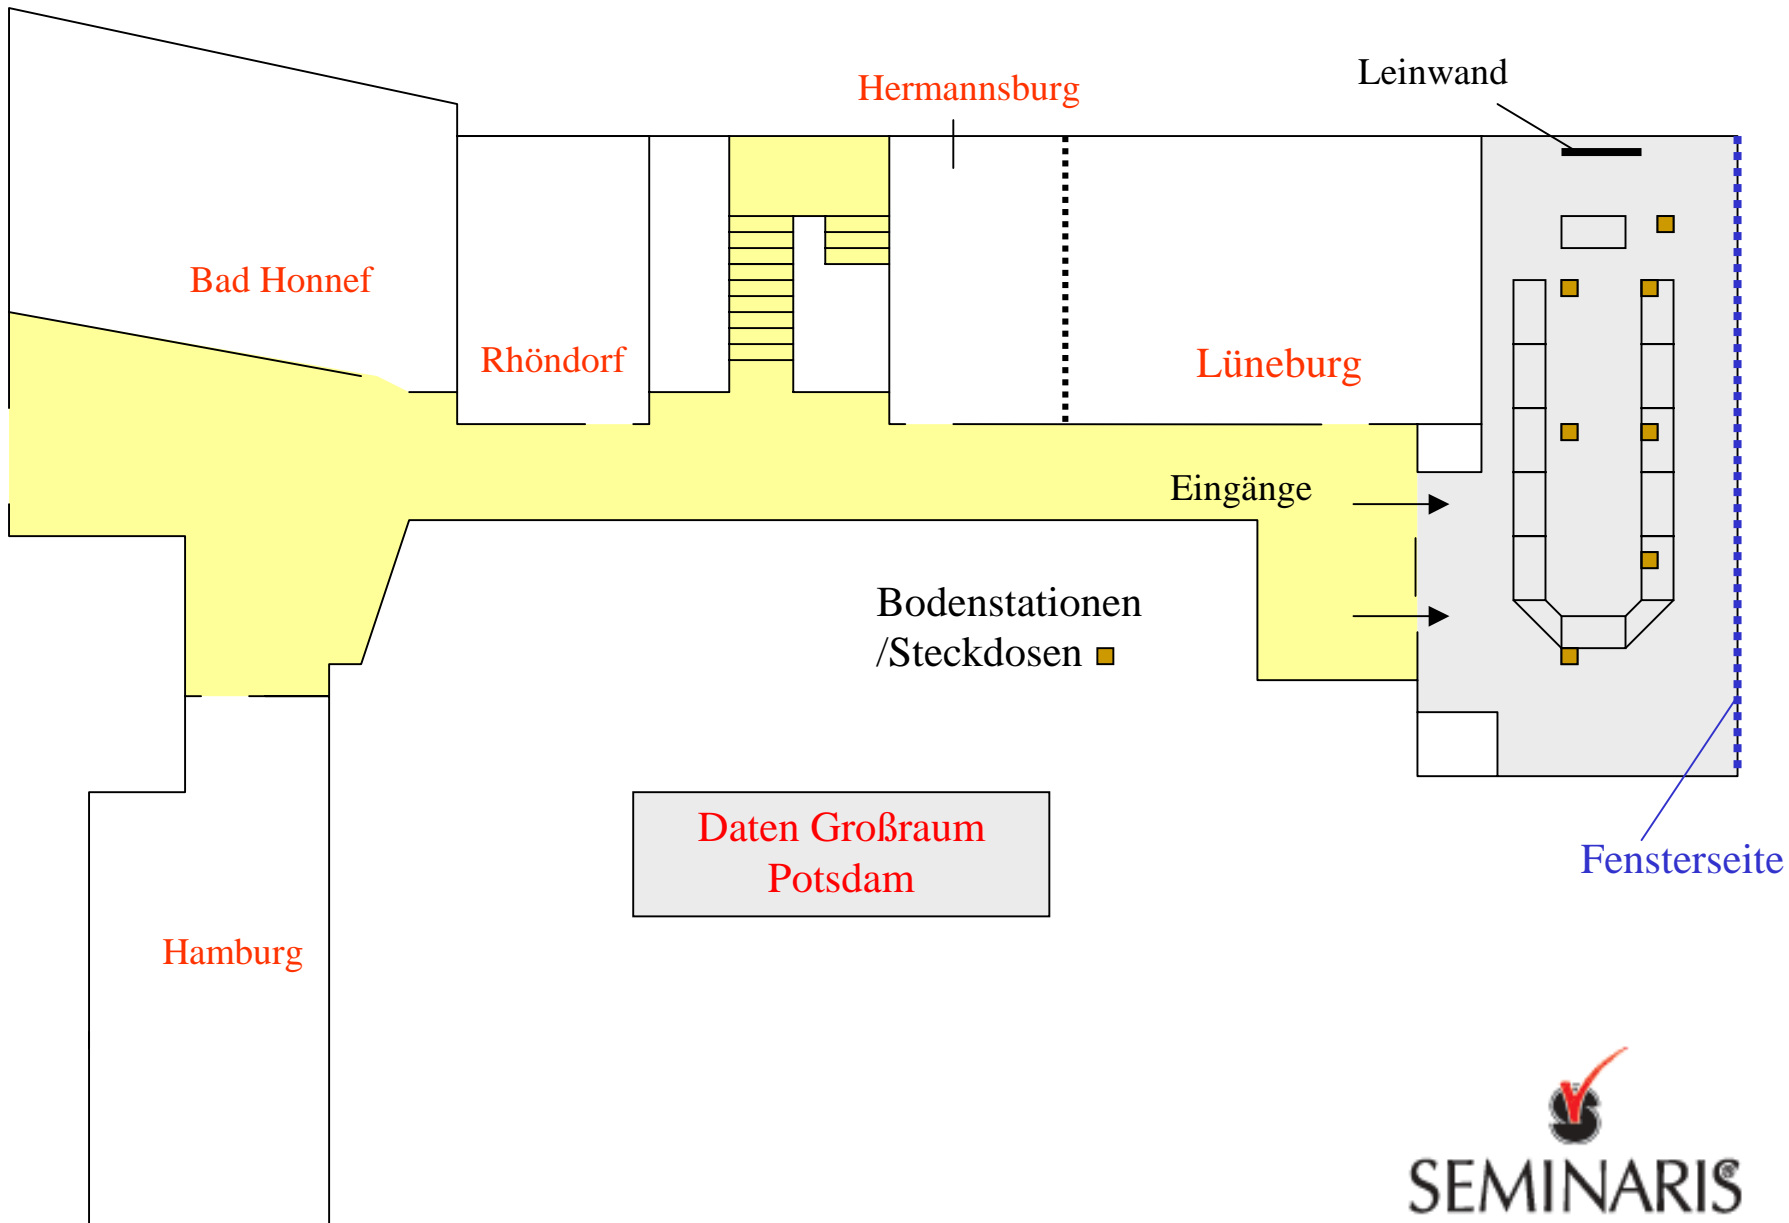 Leinwand
Hermannsburg
Bad Honnef
Rhöndorf
Lüneburg
Eingänge
Bodenstationen
/Steckdosen
Daten Großraum
Potsdam
Fensterseite
Hamburg
SEMINARIS®